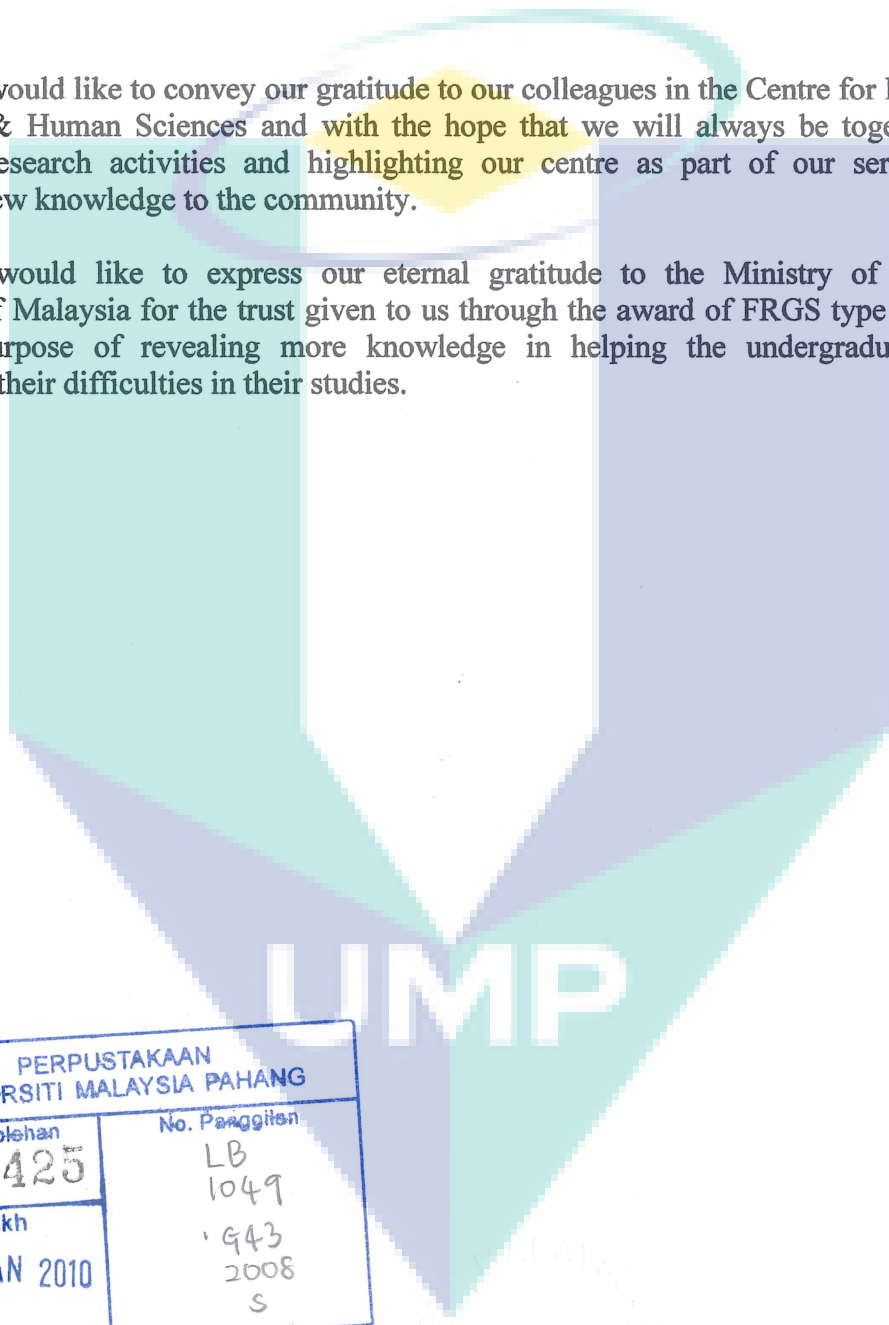 would like to convey our gratitude to our colleagues in the Centre for
& Human Sciences and with the hope that we will always be toge
esearch activities and highlighting our centre as part of our ser
ew knowledge to the community.
would like to express our eternal gratitude to the Ministry of
f Malaysia for the trust given to us through the award of FRGS type
urpose of revealing more knowledge in helping the undergradu
their difficulties in their studies.
UMP
PERPUSTAKAAN
RSITI MALAYSIA PAHANG
olehan
425
kh
AN 2010
No. Panggilan
LB
1049
.G43
2008
S